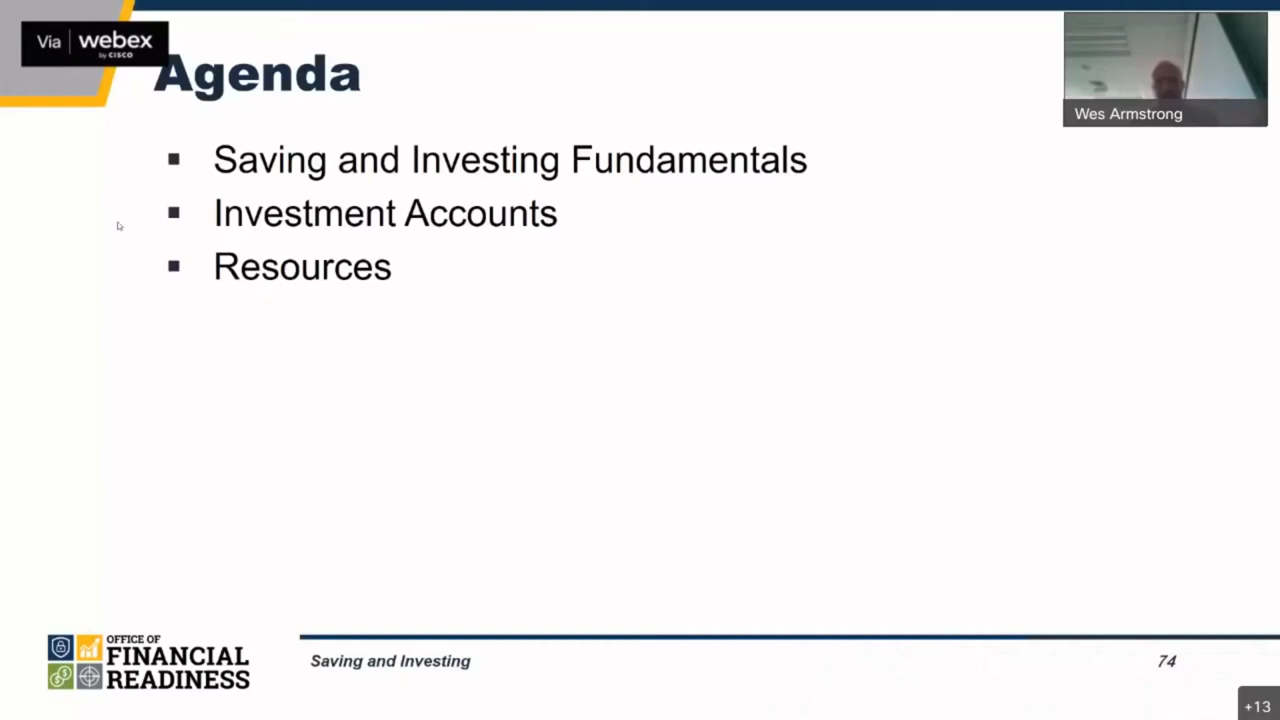 Via webex
by CISCO
Agenda
Wes Armstrong
Saving and Investing Fundamentals
Investment Accounts
Resources
OFFICE OF
FINANCIAL
READINESS
Saving and Investing
74
+13